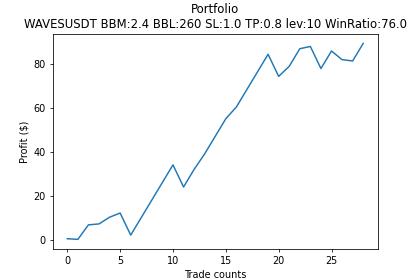 Portfolio
WAVESUSDT BBM:2.4 BBL:260 SL:1.0 TP:0.8 lev:10 WinRatio:76.0
Profit ($)
80
60
40
20
0
0 5 10 15 20 25
Trade counts